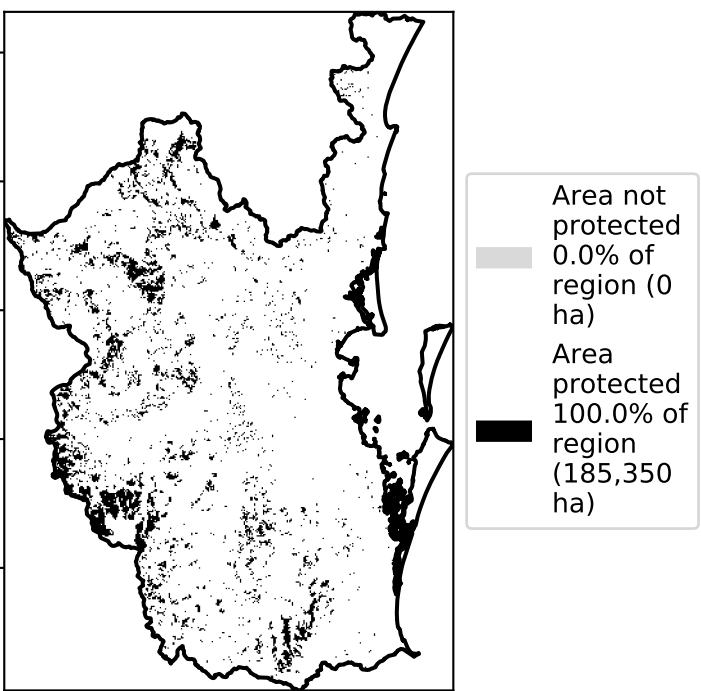 Area not
protected
0.0% of
region (0
ha)
Area
protected
100.0% of
region
(185,350
ha)